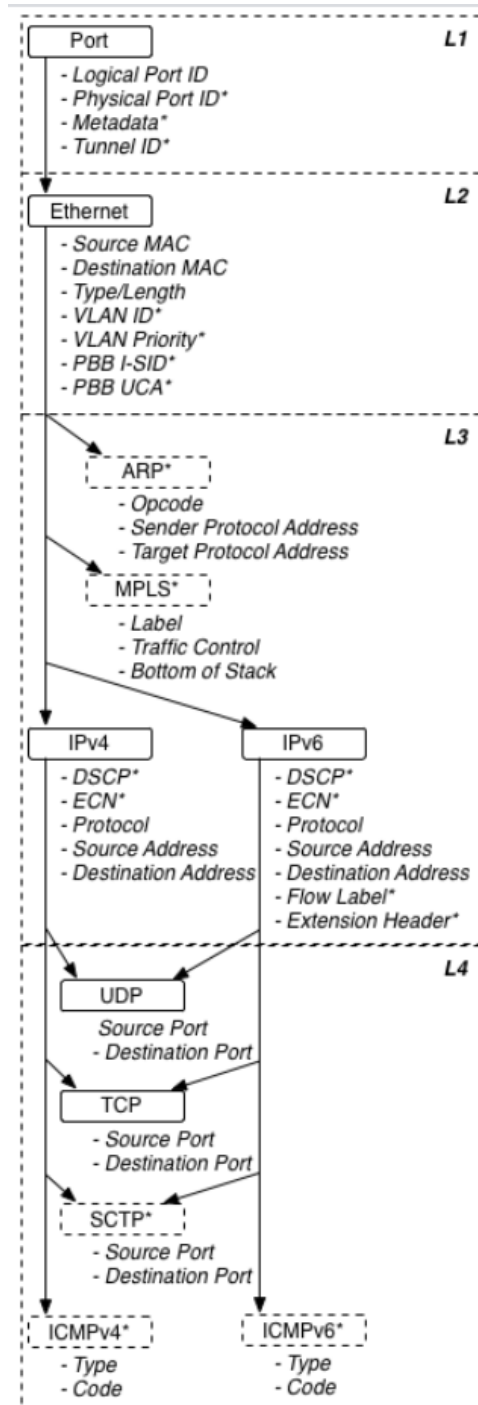 Port
L1
- Logical Port ID
- Physical Port ID*
- Metadata*
- Tunnel ID*
L2
Ethernet
- Source MAC
- Destination MAC
- Type/Length
- VLAN ID*
- VLAN Priority*
- PBB I-SID*
- PBB UCA*
L3
ARP*
- Opcode
- Sender Protocol Address
- Target Protocol Address
MPLS*
- Label
- Traffic Control
- Bottom of Stack
IPv4
- DSCP*
- ECN*
- Protocol
- Source Address
- Destination Address
IPv6
- DSCP*
- ECN*
- Protocol
- Source Address
- Destination Address
- Flow Label*
- Extension Header*
L4
UDP
Source Port
- Destination Port
TCP
- Source Port
- Destination Port
SCTP*
- Source Port
- Destination Port
ICMPv4*
- Type
- Code
ICMPv6*
- Type
- Code